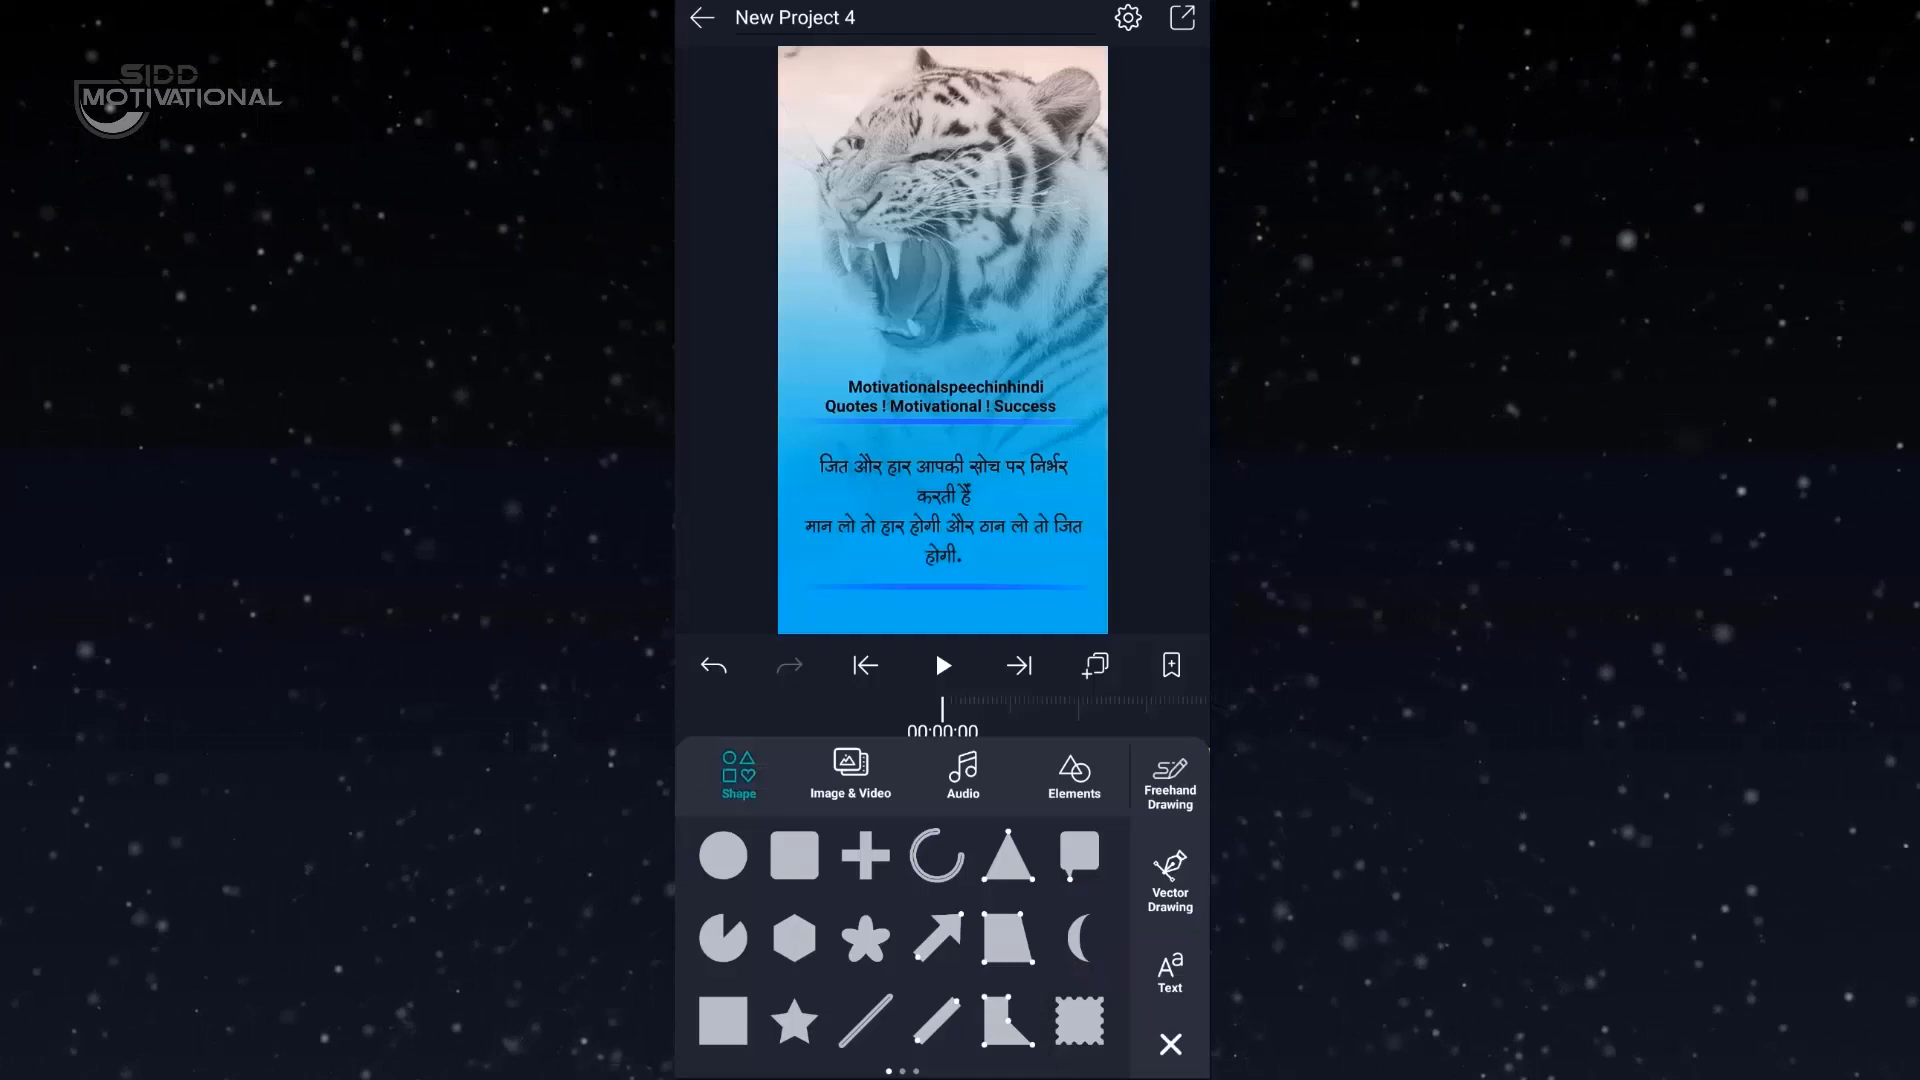 New Project 4
SIDD
MOTIVATIONAL
Motivationalspeechinhindi
Quotes ! Motivational ! Success
जित और हार आपकी सोच पर निर्भर
करती हैं
मान लो तो हार होगी और ठान लो तो जित
होगी.
00:00:00
Shape
Image & Video
Audio
Elements
Freehand
Drawing
Vector
Drawing
Aa
Text